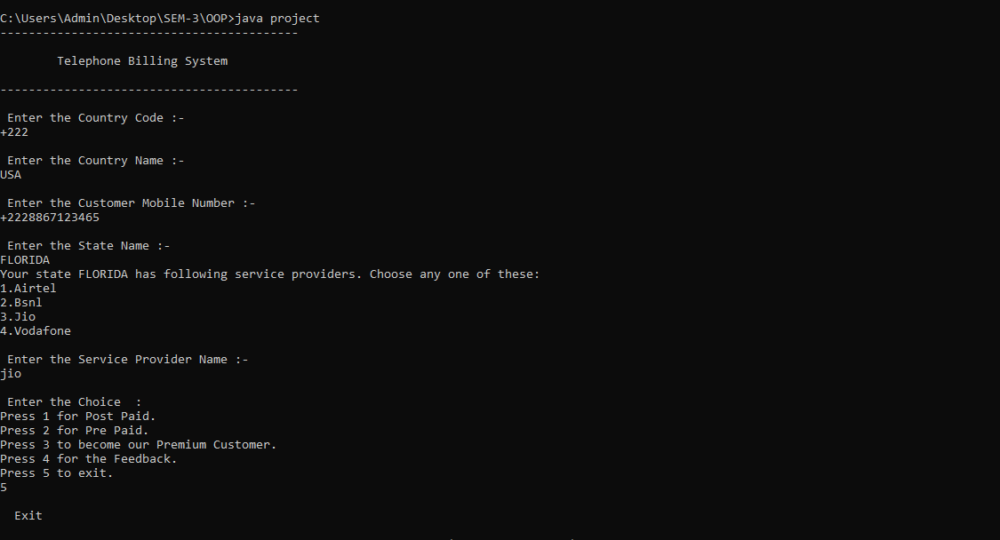 C:\Users\Admin\Desktop\SEM-3\OOP>java project
------------------------------------------
Telephone Billing System
------------------------------------------
Enter the Country Code :-
+222
Enter the Country Name :-
USA
Enter the Customer Mobile Number :-
+2228867123465
Enter the State Name :-
FLORIDA
Your state FLORIDA has following service providers. Choose any one of these:
1.Airtel
2.Bsnl
3.Jio
4.Vodafone
Enter the Service Provider Name :-
jio
Enter the Choice  :
Press 1 for Post Paid.
Press 2 for Pre Paid.
Press 3 to become our Premium Customer.
Press 4 for the Feedback.
Press 5 to exit.
5
Exit